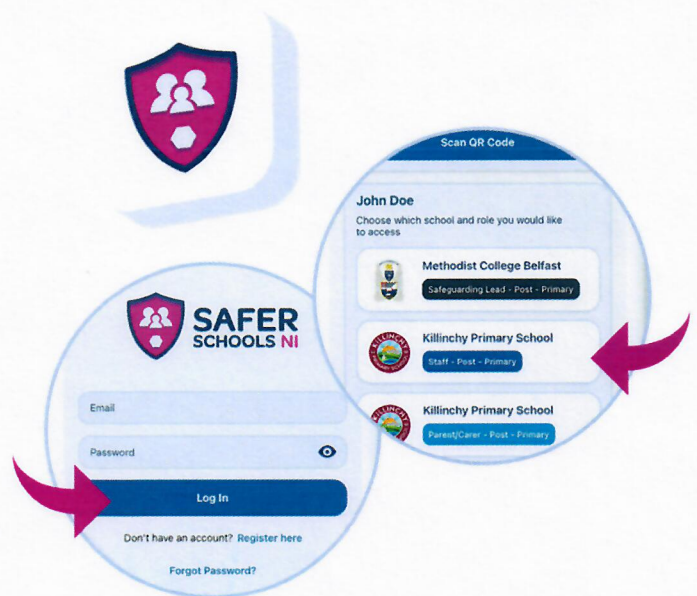 Scan QR Code
John Doe
Choose which school and role you would like
to access
Methodist College Belfast
Safeguarding Lead - Post - Primary
Killinchy Primary School
Staff - Post - Primary
Killinchy Primary School
Parent/Carer - Post - Primary
SAFER
SCHOOLS NI
Email
Password
Log In
Don't have an account? Register here
Forgot Password?